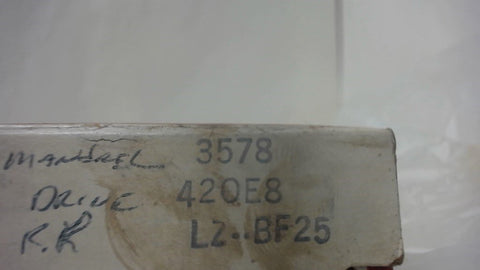 MANDREL 3578
DRIVE 42QE8
R.R LZ..BF25